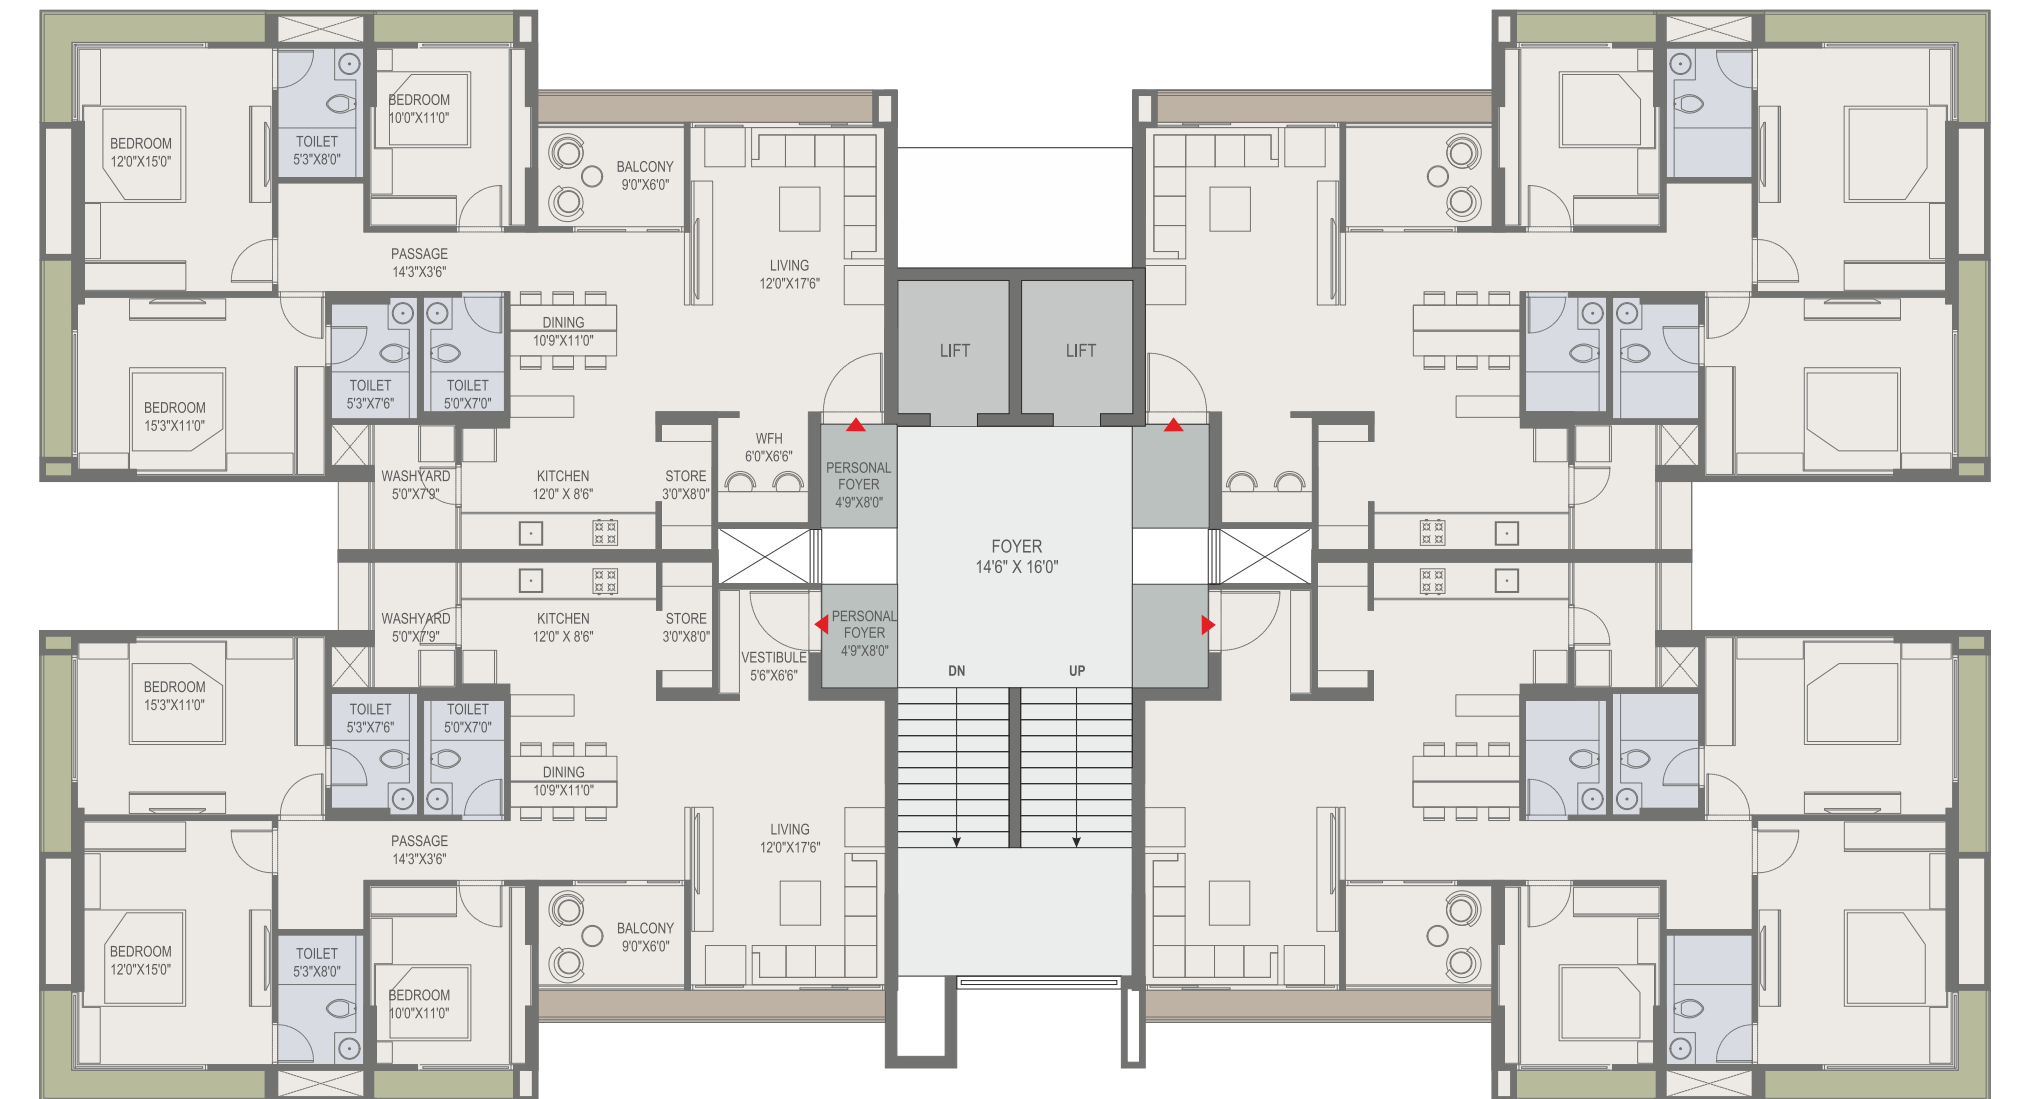 BEDROOM
12'0"X15'0"
TOILET
5'3"X8'0"
BEDROOM
10'0"X11'0"
BALCONY
9'0"X6'0"
PASSAGE
14'3"X3'6"
LIVING
12'0"X17'6"
DINING
10'9"X11'0"
LIFT
LIFT
BEDROOM
15'3"X11'0"
TOILET
5'3"X7'6"
TOILET
5'0"X7'0"
WFH
6'0"X6'6"
WASHYARD
5'0"X7'9"
KITCHEN
12'0" X 8'6"
STORE
3'0"X8'0"
PERSONAL
FOYER
4'9"X8'0"
FOYER
14'6" X 16'0"
WASHYARD
5'0"X7'9"
KITCHEN
12'0" X 8'6"
STORE
3'0"X8'0"
PERSONAL
FOYER
4'9"X8'0"
VESTIBULE
5'6"X6'6"
DN
UP
BEDROOM
15'3"X11'0"
TOILET
5'3"X7'6"
TOILET
5'0"X7'0"
DINING
10'9"X11'0"
PASSAGE
14'3"X3'6"
LIVING
12'0"X17'6"
BEDROOM
12'0"X15'0"
TOILET
5'3"X8'0"
BEDROOM
10'0"X11'0"
BALCONY
9'0"X6'0"